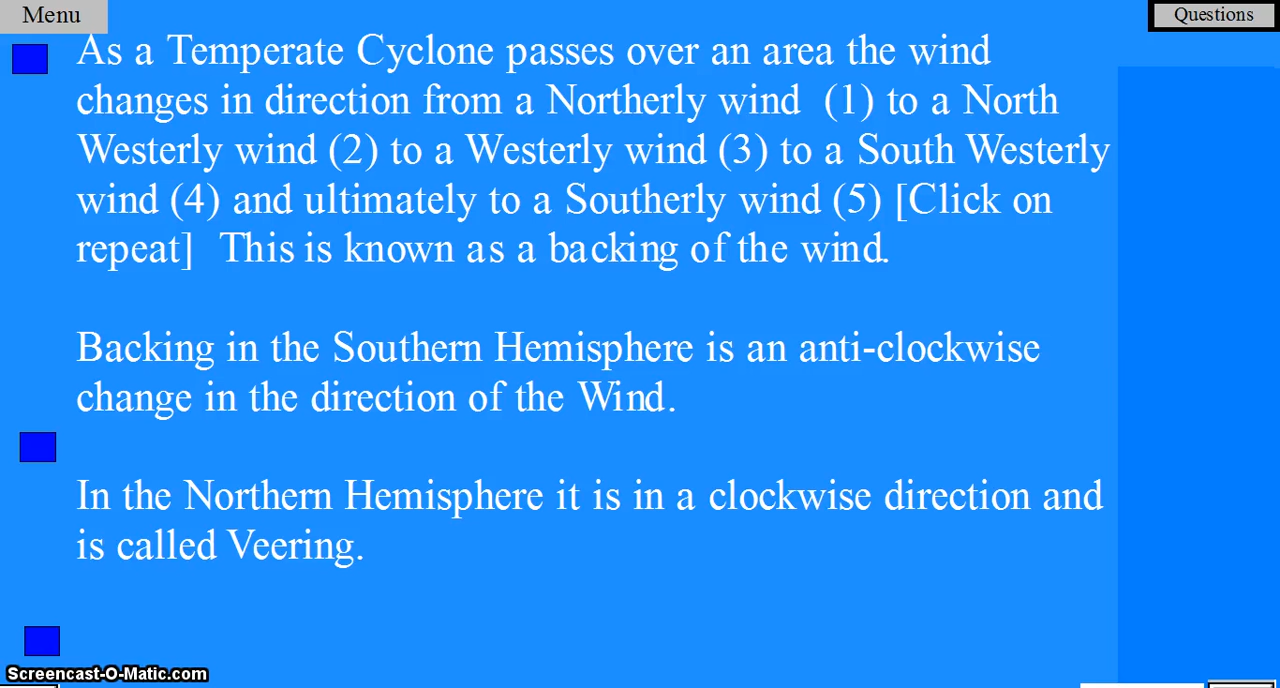 Menu
Questions
As a Temperate Cyclone passes over an area the wind
changes in direction from a Northerly wind  (1) to a North
Westerly wind (2) to a Westerly wind (3) to a South Westerly
wind (4) and ultimately to a Southerly wind (5) [Click on
repeat]  This is known as a backing of the wind.
Backing in the Southern Hemisphere is an anti-clockwise
change in the direction of the Wind.
In the Northern Hemisphere it is in a clockwise direction and
is called Veering.
Screencast-O-Matic.com